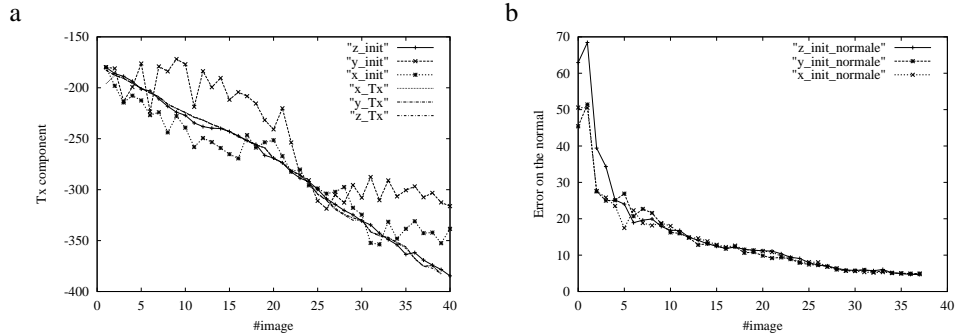 a
b
-150
-200
-250
-300
-350
-400
0 5 10 15 20 25 30 35 40
Tx component
#image
"z_init"
"y_init"
"x_init"
"x_Tx"
"y_Tx"
"z_Tx"
70
60
50
40
30
20
10
0
0 5 10 15 20 25 30 35 40
Error on the normal
#image
"z_init_normale"
"y_init_normale"
"x_init_normale"